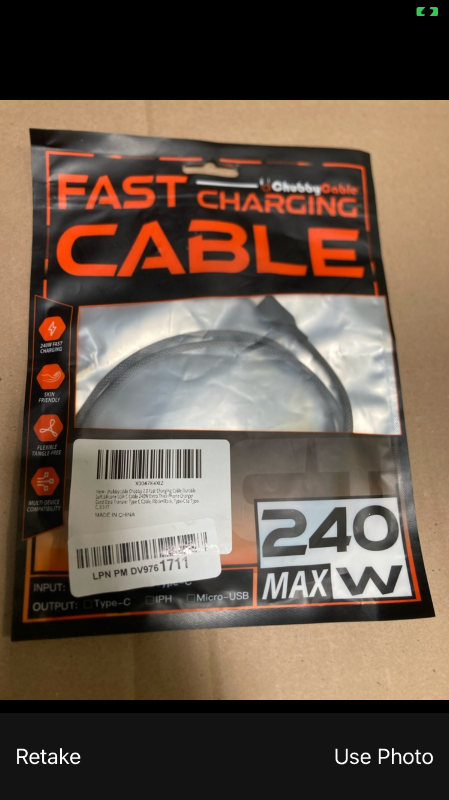 ChubbyCable
FAST CHARGING
CABLE
240W FAST
CHARGING
SKIN
FRIENDLY
FLEXIBLE
TANGLE FREE
MULTI DEVICE
COMPATIBILITY
MADE IN CHINA
LPN PM DV9761711
240
MAX W
INPUT:
OUTPUT: Type-C IPH Micro-USB
Retake
Use Photo